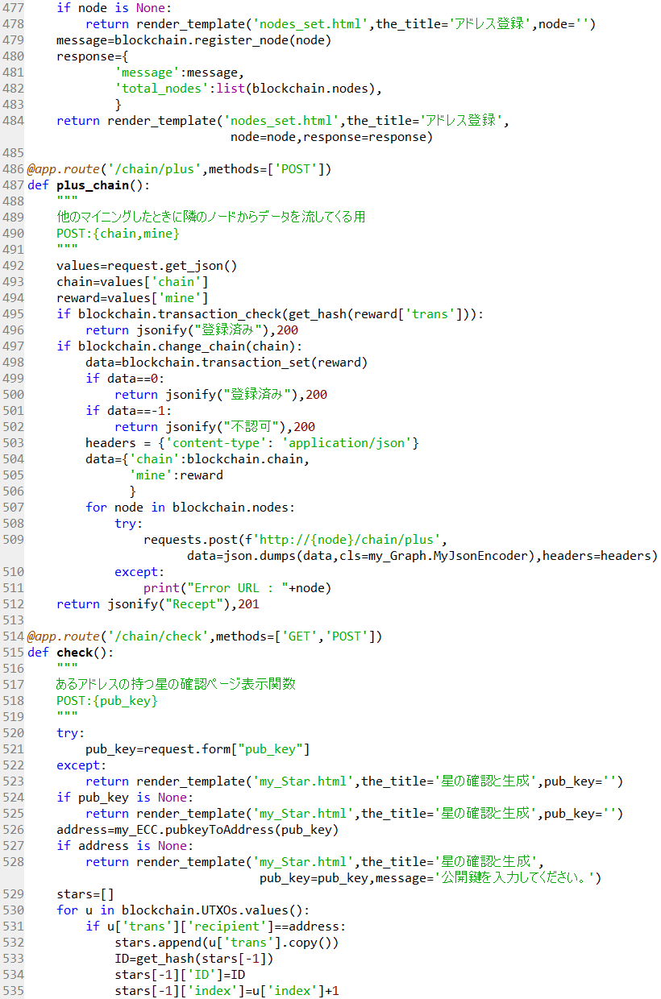 477    if node is None:
478        return render_template('nodes_set.html',the_title='アドレス登録',node='')
479    message=blockchain.register_node(node)
480    response={
481            'message':message,
482            'total_nodes':list(blockchain.nodes),
483            }
484    return render_template('nodes_set.html',the_title='アドレス登録',
                            node=node,response=response)
485
486@app.route('/chain/plus',methods=['POST'])
487def plus_chain():
488    """
489    他のマイニングしたときに隣のノードからデータを流してくる用
490    POST:{chain,mine}
491    """
492    values=request.get_json()
493    chain=values['chain']
494    reward=values['mine']
495    if blockchain.transaction_check(get_hash(reward['trans'])):
496        return jsonify("登録済み"),200
497    if blockchain.change_chain(chain):
498        data=blockchain.transaction_set(reward)
499        if data==0:
500            return jsonify("登録済み"),200
501        if data==-1:
502            return jsonify("不認可"),200
503        headers = {'content-type': 'application/json'}
504        data={'chain':blockchain.chain,
505              'mine':reward
506              }
507        for node in blockchain.nodes:
508            try:
509                requests.post(f'http://{node}/chain/plus',
                      data=json.dumps(data,cls=my_Graph.MyJsonEncoder),headers=headers)
510            except:
511                print("Error URL : "+node)
512    return jsonify("Recept"),201
513
514@app.route('/chain/check',methods=['GET','POST'])
515def check():
516    """
517    あるアドレスの持つ星の確認ページ表示関数
518    POST:{pub_key}
519    """
520    try:
521        pub_key=request.form["pub_key"]
522    except:
523        return render_template('my_Star.html',the_title='星の確認と生成',pub_key='')
524    if pub_key is None:
525        return render_template('my_Star.html',the_title='星の確認と生成',pub_key='')
526    address=my_ECC.pubkeyToAddress(pub_key)
527    if address is None:
528        return render_template('my_Star.html',the_title='星の確認と生成',
                                pub_key=pub_key,message='公開鍵を入力してください。')
529    stars=[]
530    for u in blockchain.UTXOs.values():
531        if u['trans']['recipient']==address:
532            stars.append(u['trans'].copy())
533            ID=get_hash(stars[-1])
534            stars[-1]['ID']=ID
535            stars[-1]['index']=u['index']+1